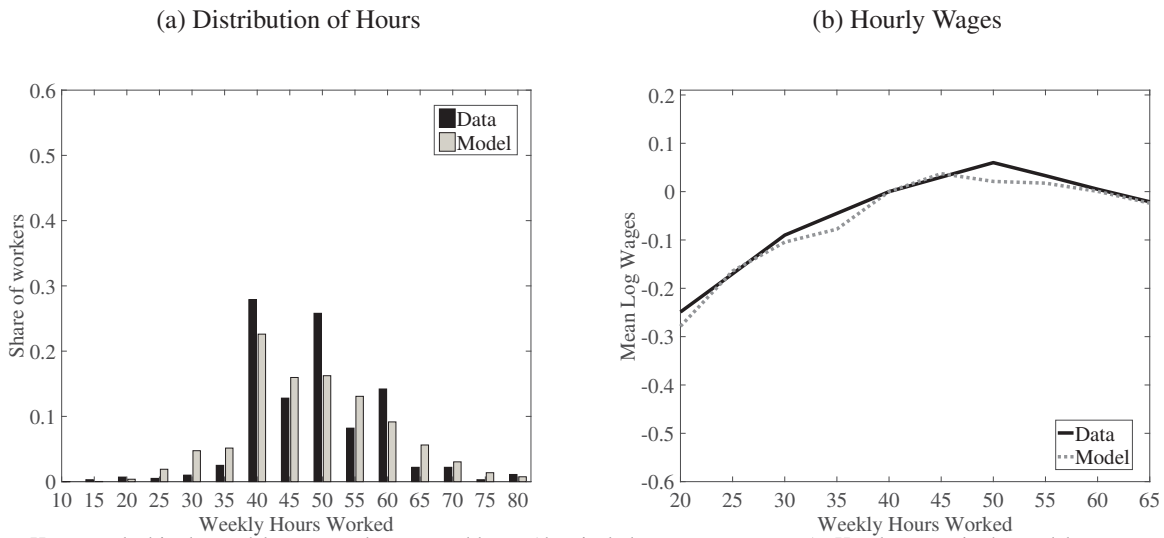 (a) Distribution of Hours
0.6
0.5
0.4
0.3
0.2
0.1
0
Share of workers
Data
Model
10 15 20 25 30 35 40 45 50 55 60 65 70 75 80
Weekly Hours Worked
(b) Hourly Wages
0.2
0.1
0
-0.1
-0.2
-0.3
-0.4
-0.5
-0.6
Mean Log Wages
Data
Model
20 25 30 35 40 45 50 55 60 65
Weekly Hours Worked